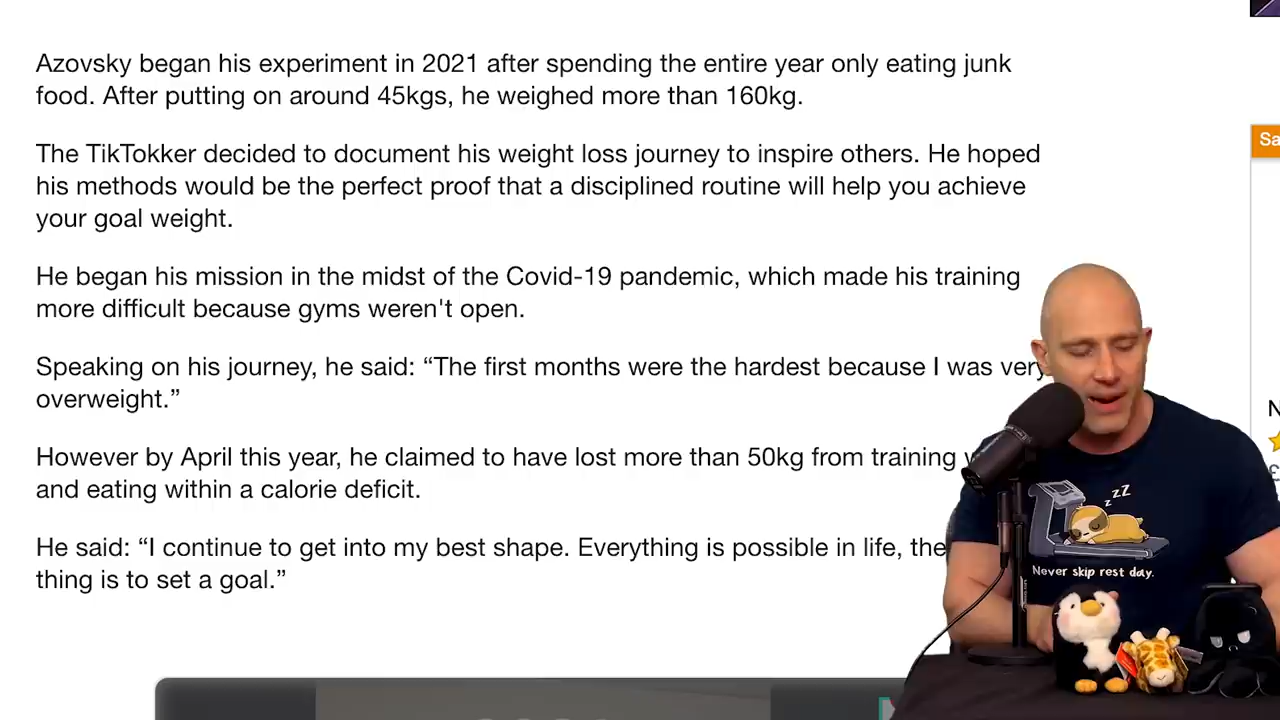 Azovsky began his experiment in 2021 after spending the entire year only eating junk
food. After putting on around 45kgs, he weighed more than 160kg.
Sa
The TikTokker decided to document his weight loss journey to inspire others. He hoped
his methods would be the perfect proof that a disciplined routine will help you achieve
your goal weight.
He began his mission in the midst of the Covid-19 pandemic, which made his training
more difficult because gyms weren't open.
Speaking on his journey, he said: “The first months were the hardest because I was very
overweight.”
N
However by April this year, he claimed to have lost more than 50kg from training
and eating within a calorie deficit.
£
zZZ
He said: “I continue to get into my best shape. Everything is possible in life, the
thing is to set a goal.”
Never skip rest day.